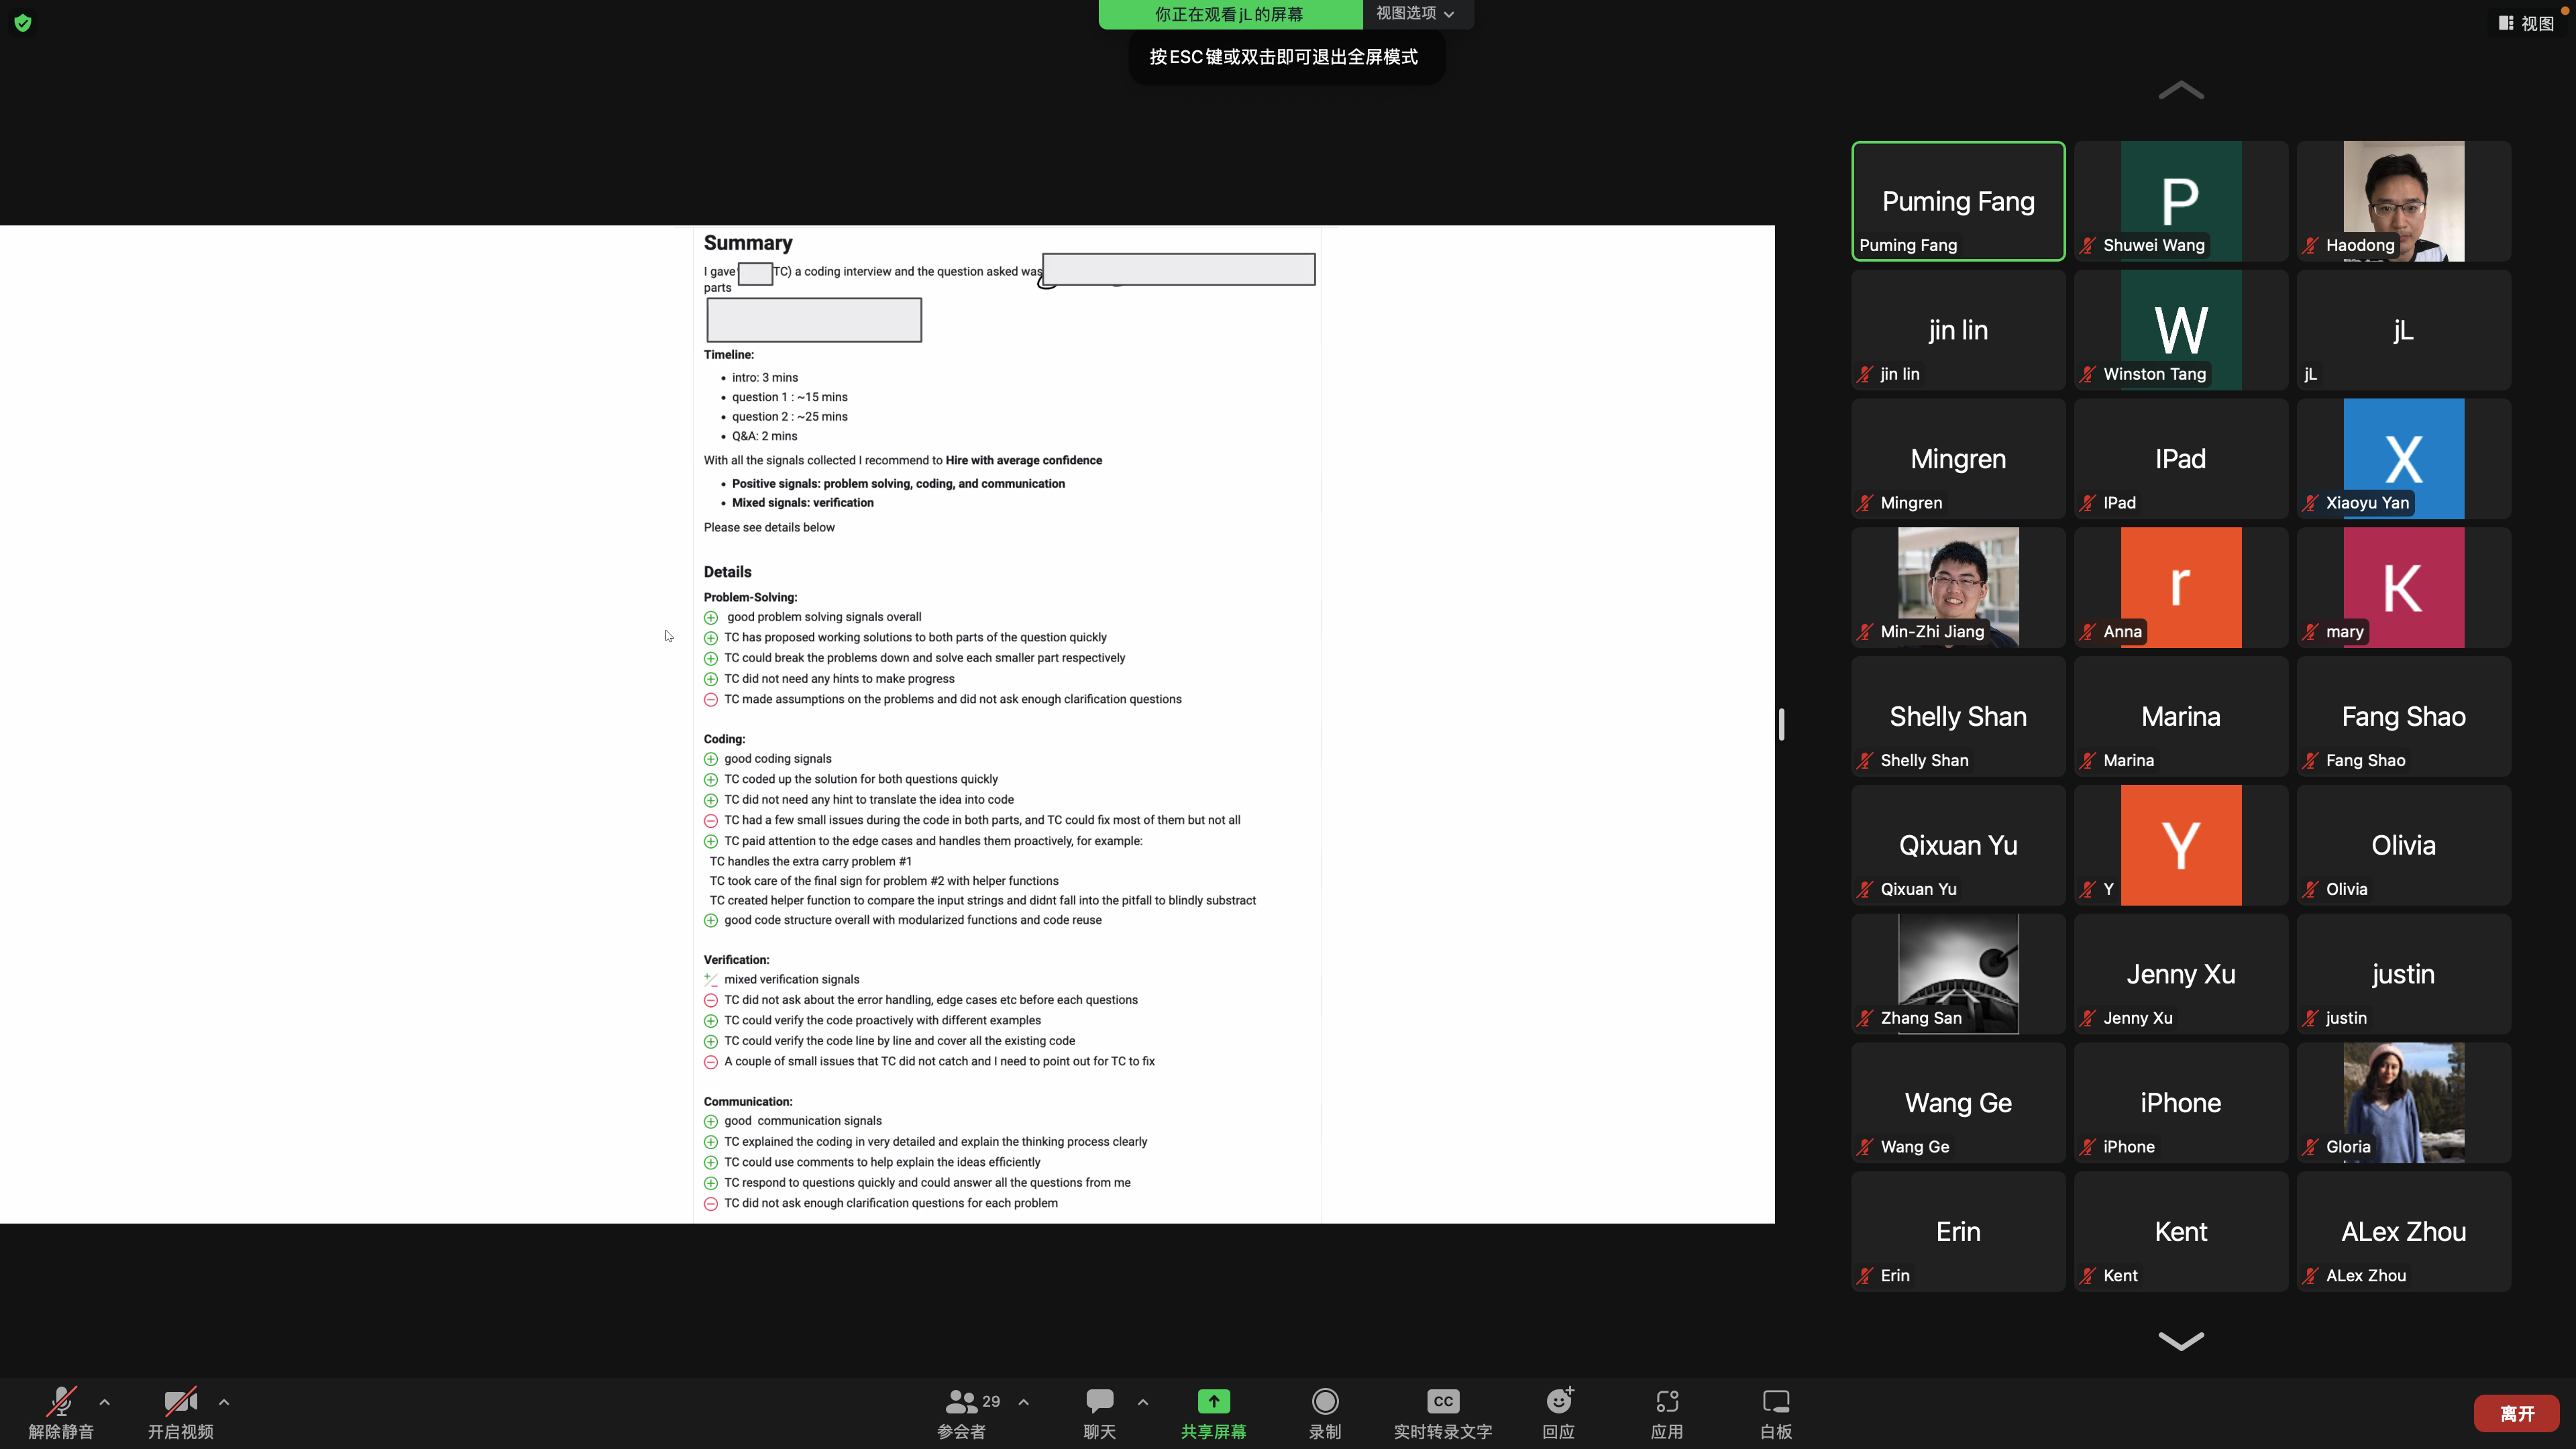 你正在观看jL的屏幕
视图选项
视图
按ESC键或双击即可退出全屏模式
Summary
I gave TC) a coding interview and the question asked was
parts
Timeline:
intro: 3 mins
question 1 : ~15 mins
question 2 : ~25 mins
Q&A: 2 mins
With all the signals collected I recommend to Hire with average confidence
Positive signals: problem solving, coding, and communication
Mixed signals: verification
Please see details below
Details
Problem-Solving:
good problem solving signals overall
TC has proposed working solutions to both parts of the question quickly
TC could break the problems down and solve each smaller part respectively
TC did not need any hints to make progress
TC made assumptions on the problems and did not ask enough clarification questions
Coding:
good coding signals
TC coded up the solution for both questions quickly
TC did not need any hint to translate the idea into code
TC had a few small issues during the code in both parts, and TC could fix most of them but not all
TC paid attention to the edge cases and handles them proactively, for example:
TC handles the extra carry problem #1
TC took care of the final sign for problem #2 with helper functions
TC created helper function to compare the input strings and didnt fall into the pitfall to blindly substract
good code structure overall with modularized functions and code reuse
Verification:
mixed verification signals
TC did not ask about the error handling, edge cases etc before each questions
TC could verify the code proactively with different examples
TC could verify the code line by line and cover all the existing code
A couple of small issues that TC did not catch and I need to point out for TC to fix
Communication:
good communication signals
TC explained the coding in very detailed and explain the thinking process clearly
TC could use comments to help explain the ideas efficiently
TC respond to questions quickly and could answer all the questions from me
TC did not ask enough clarification questions for each problem
Puming Fang
Puming Fang
P
Shuwei Wang
Haodong
jin lin
jin lin
W
Winston Tang
jL
jL
Mingren
Mingren
IPad
IPad
X
Xiaoyu Yan
Min-Zhi Jiang
r
Anna
K
mary
Shelly Shan
Shelly Shan
Marina
Marina
Fang Shao
Fang Shao
Qixuan Yu
Qixuan Yu
Y
Y
Olivia
Olivia
Zhang San
Jenny Xu
Jenny Xu
justin
justin
Wang Ge
Wang Ge
iPhone
iPhone
Gloria
Erin
Erin
Kent
Kent
ALex Zhou
ALex Zhou
解除静音
开启视频
29
参会者
聊天
共享屏幕
录制
CC
实时转录文字
回应
应用
白板
离开